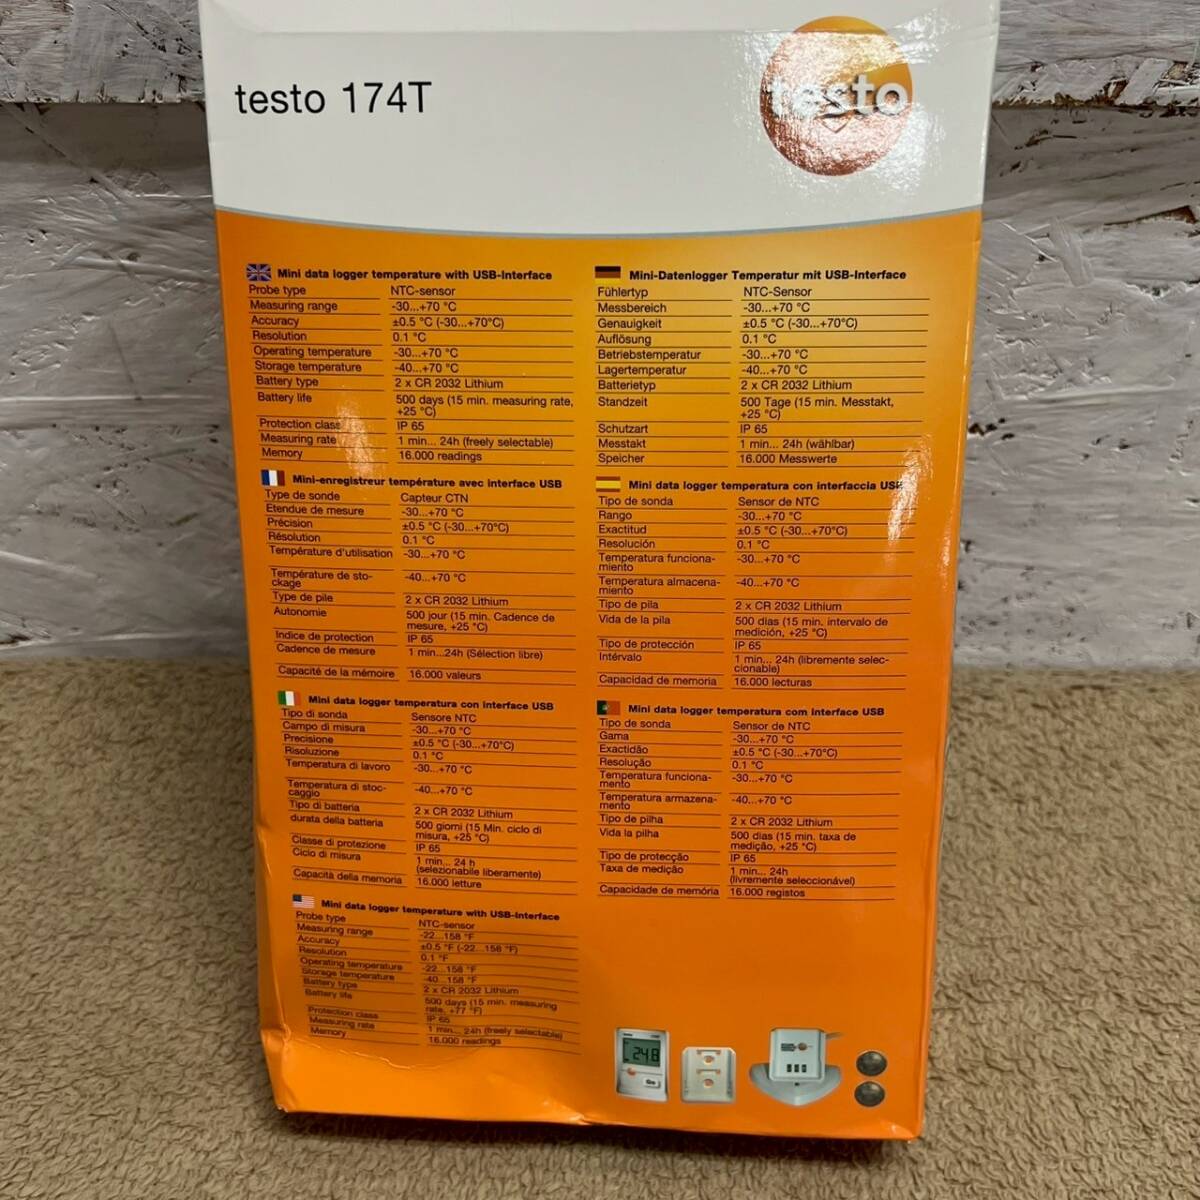 testo 174T
testo
Mini data logger temperature with USB-Interface
Probe type NTC-sensor
Measuring range -30...+70 °C
Accuracy ±0.5 °C (-30...+70°C)
Resolution 0.1 °C
Operating temperature -30...+70 °C
Storage temperature -40...+70 °C
Battery type 2 x CR 2032 Lithium
Battery life 500 days (15 min. measuring rate,
+25 °C)
Protection class IP 65
Measuring rate 1 min... 24h (freely selectable)
Memory 16.000 readings
Mini-Datenlogger Temperatur mit USB-Interface
Fühlertyp NTC-Sensor
Messbereich -30...+70 °C
Genauigkeit ±0.5 °C (-30...+70°C)
Auflösung 0.1 °C
Betriebstemperatur -30...+70 °C
Lagertemperatur -40...+70 °C
Batterietyp 2 x CR 2032 Lithium
Standzeit 500 Tage (15 min. Messtakt,
+25 °C)
Schutzart IP 65
Messtakt 1 min... 24h (wählbar)
Speicher 16.000 Messwerte
Mini-enregistreur température avec interface USB
Type de sonde Capteur CTN
Etendue de mesure -30...+70 °C
Précision ±0.5 °C (-30...+70°C)
Résolution 0.1 °C
Température d'utilisation -30...+70 °C
Température de sto-
ckage -40...+70 °C
Type de pile 2 x CR 2032 Lithium
Autonomie 500 jour (15 min. Cadence de
mesure, +25 °C)
Indice de protection IP 65
Cadence de mesure 1 min...24h (Sélection libre)
Capacité de la mémoire 16.000 valeurs
Mini data logger temperatura con interfaccia USB
Tipo de sonda Sensor de NTC
Rango -30...+70 °C
Exactitud ±0.5 °C (-30...+70°C)
Resolución 0.1 °C
Temperatura funciona-
miento -30...+70 °C
Temperatura almacena-
miento -40...+70 °C
Tipo de pila 2 x CR 2032 Lithium
Vida de la pila 500 dias (15 min. intervalo de
medición, +25 °C)
Tipo de protección IP 65
Intérvalo 1 min... 24h (libremente selec-
cionable)
Capacidad de memoria 16.000 lecturas
Mini data logger temperatura con interface USB
Tipo di sonda Sensore NTC
Campo di misura -30...+70 °C
Precisione ±0.5 °C (-30...+70°C)
Risoluzione 0.1 °C
Temperatura di lavoro -30...+70 °C
Temperatura di stoc-
caggio -40...+70 °C
Tipo di batteria 2 x CR 2032 Lithium
durata della batteria 500 giorni (15 Min. ciclo di
misura, +25 °C)
Classe di protezione IP 65
Ciclo di misura 1 min... 24 h
(selezionabile liberamente)
Capacità della memoria 16.000 letture
Mini data logger temperatura com interface USB
Tipo de sonda Sensor de NTC
Gama -30...+70 °C
Exactidão ±0.5 °C (-30...+70°C)
Resolução 0.1 °C
Temperatura funciona-
mento -30...+70 °C
Temperatura armazena-
mento -40...+70 °C
Tipo de pilha 2 x CR 2032 Lithium
Vida la pilha 500 dias (15 min. taxa de
medição, +25 °C)
Tipo de protecção IP 65
Taxa de medição 1 min... 24h
(livremente seleccionável)
Capacidade de memória 16.000 registos
Mini data logger temperature with USB-Interface
Probe type NTC-sensor
Measuring range -22...158 °F
Accuracy ±0.5 °F (-22...158 °F)
Resolution 0.1 °F
Operating temperature -22...158 °F
Storage temperature -40...158 °F
Battery type 2 x CR 2032 Lithium
Battery life 500 days (15 min. measuring
rate, +77 °F)
Protection class IP 65
Measuring rate 1 min... 24h (freely selectable)
Memory 16.000 readings
24.8
Go